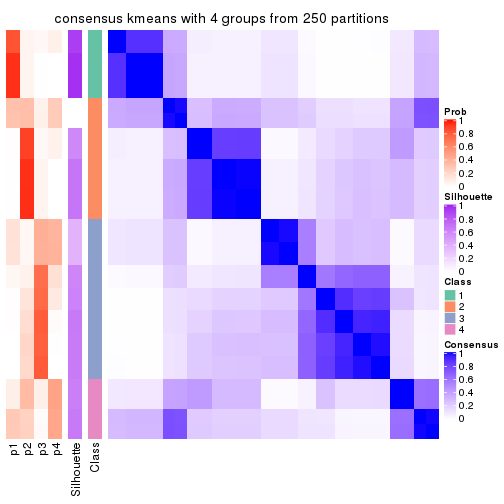 consensus kmeans with 4 groups from 250 partitions
Prob
1
0.8
0.6
0.4
0.2
0
Silhouette
1
0.8
0.6
0.4
0.2
0
Class
1
2
3
4
Consensus
1
0.8
0.6
0.4
0.2
0
p1
p2
p3
p4
Silhouette
Class